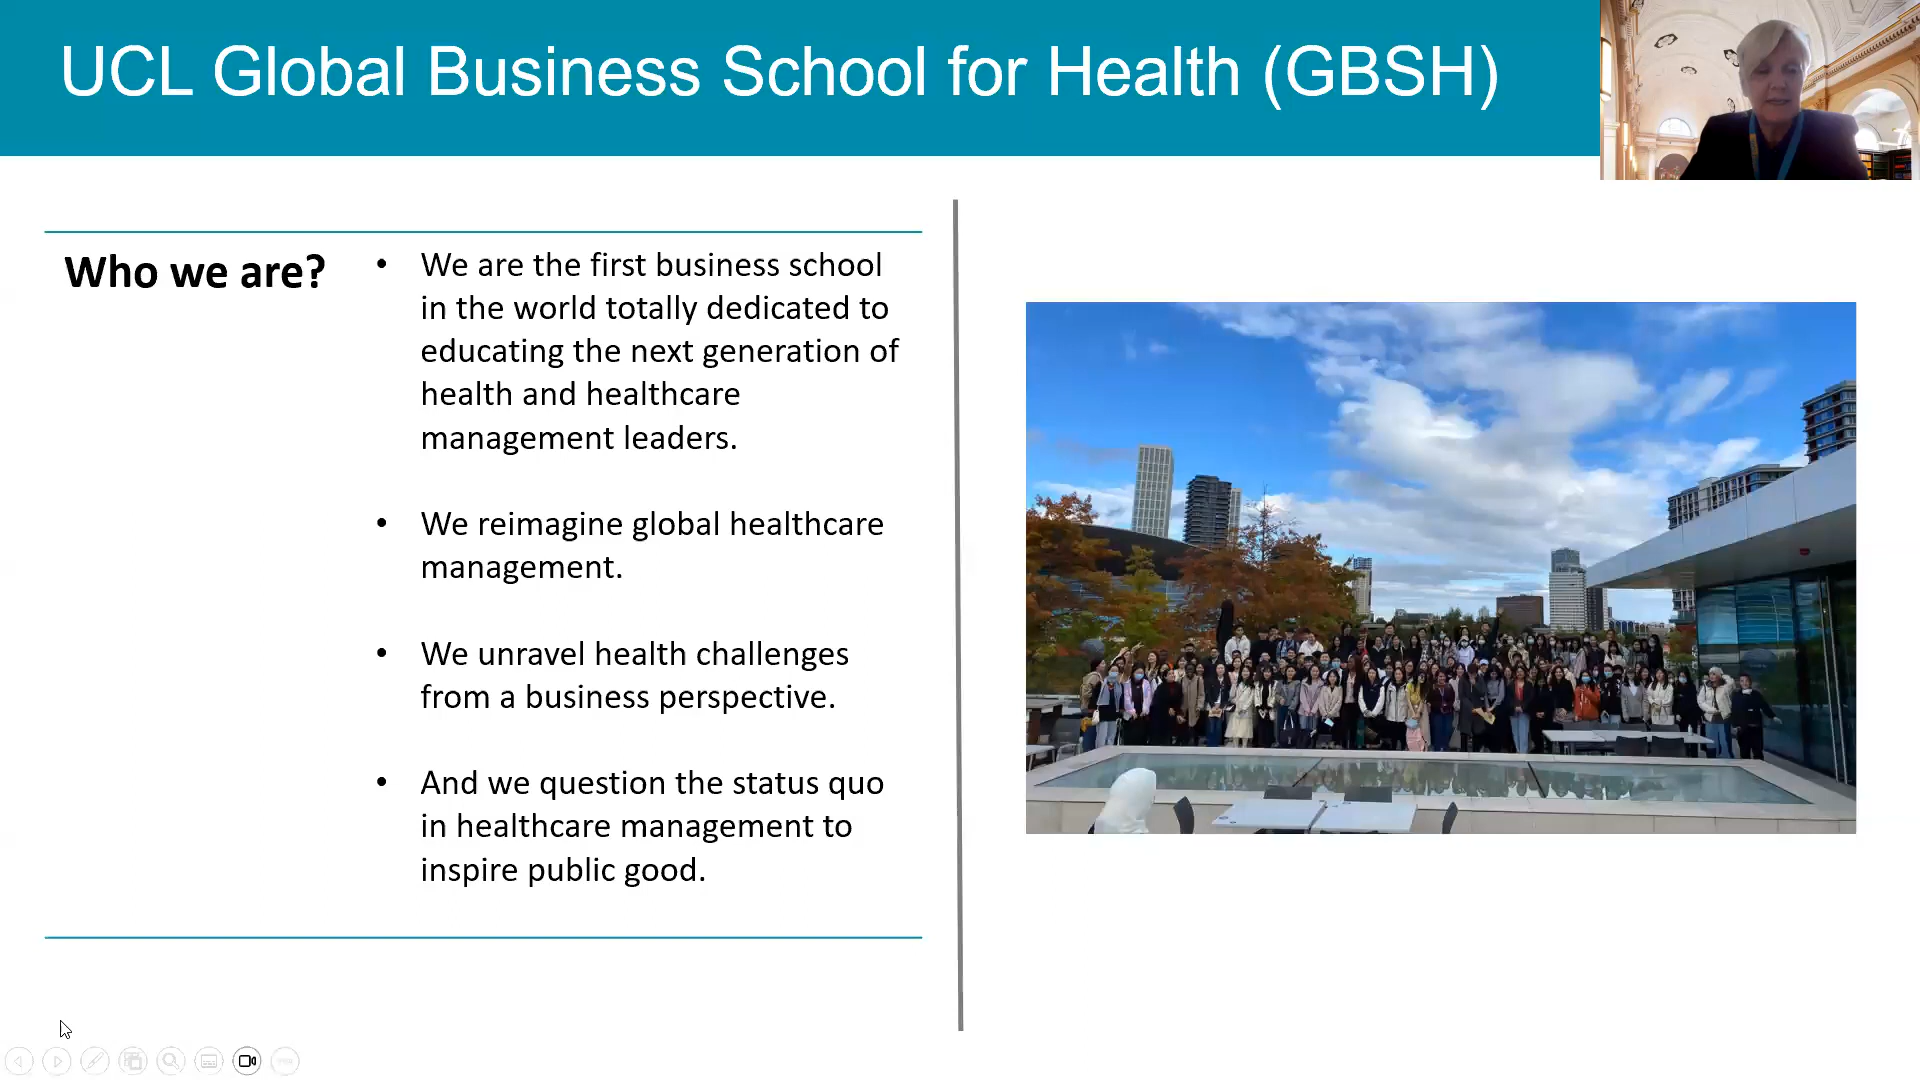 UCL Global Business School for Health (GBSH)
Who we are?
• We are the first business school
in the world totally dedicated to
educating the next generation of
health and healthcare
management leaders.
• We reimagine global healthcare
management.
• We unravel health challenges
from a business perspective.
• And we question the status quo
in healthcare management to
inspire public good.